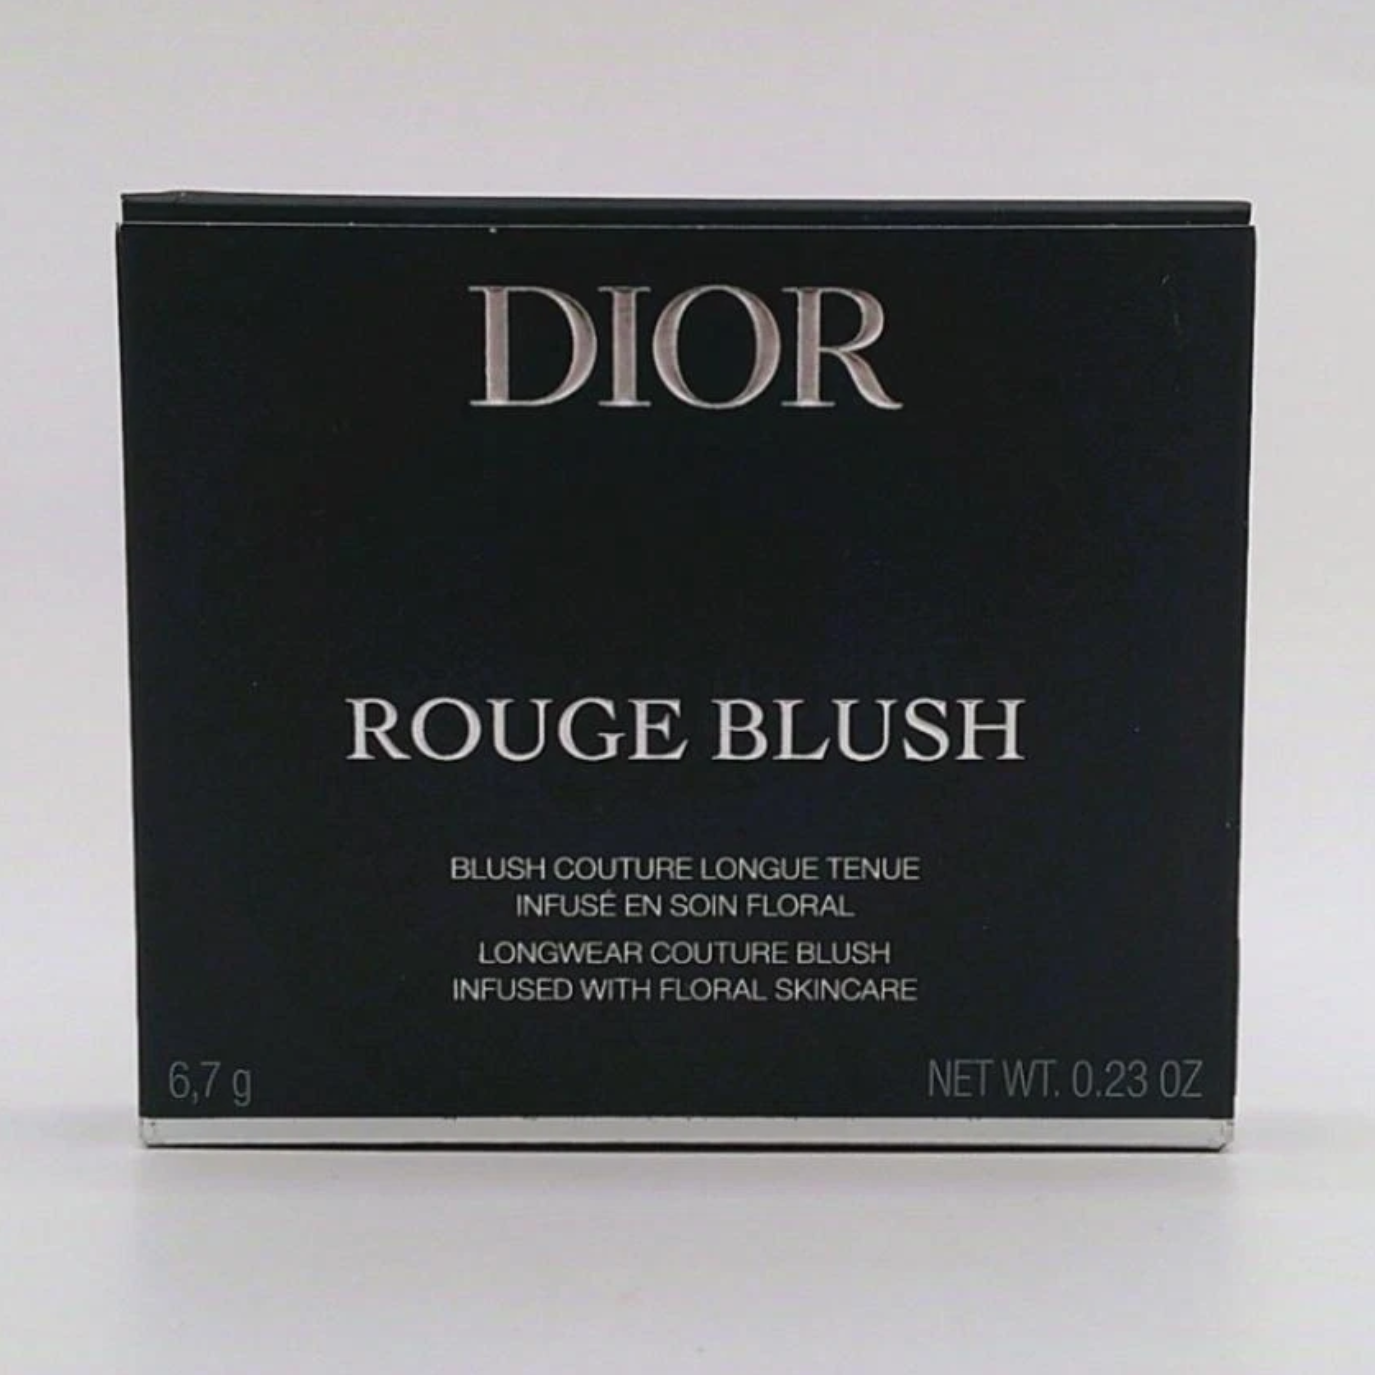 DIOR
ROUGE BLUSH
BLUSH COUTURE LONGUE TENUE
INFUSÉ EN SOIN FLORAL
LONGWEAR COUTURE BLUSH
INFUSED WITH FLORAL SKINCARE
6,7 g NET WT. 0.23 OZ